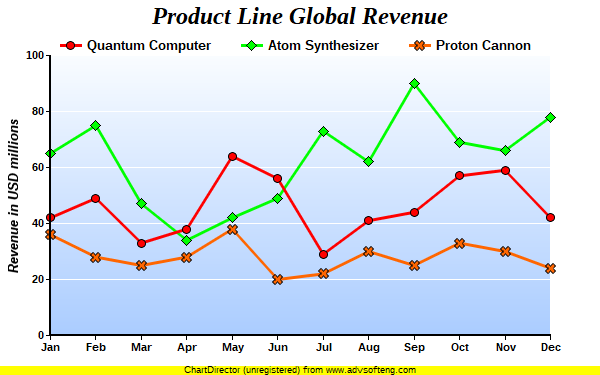 Product Line Global Revenue
Quantum Computer Atom Synthesizer Proton Cannon
Revenue in USD millions
100
80
60
40
20
0
Jan Feb Mar Apr May Jun Jul Aug Sep Oct Nov Dec
ChartDirector (unregistered) from www.advsofteng.com